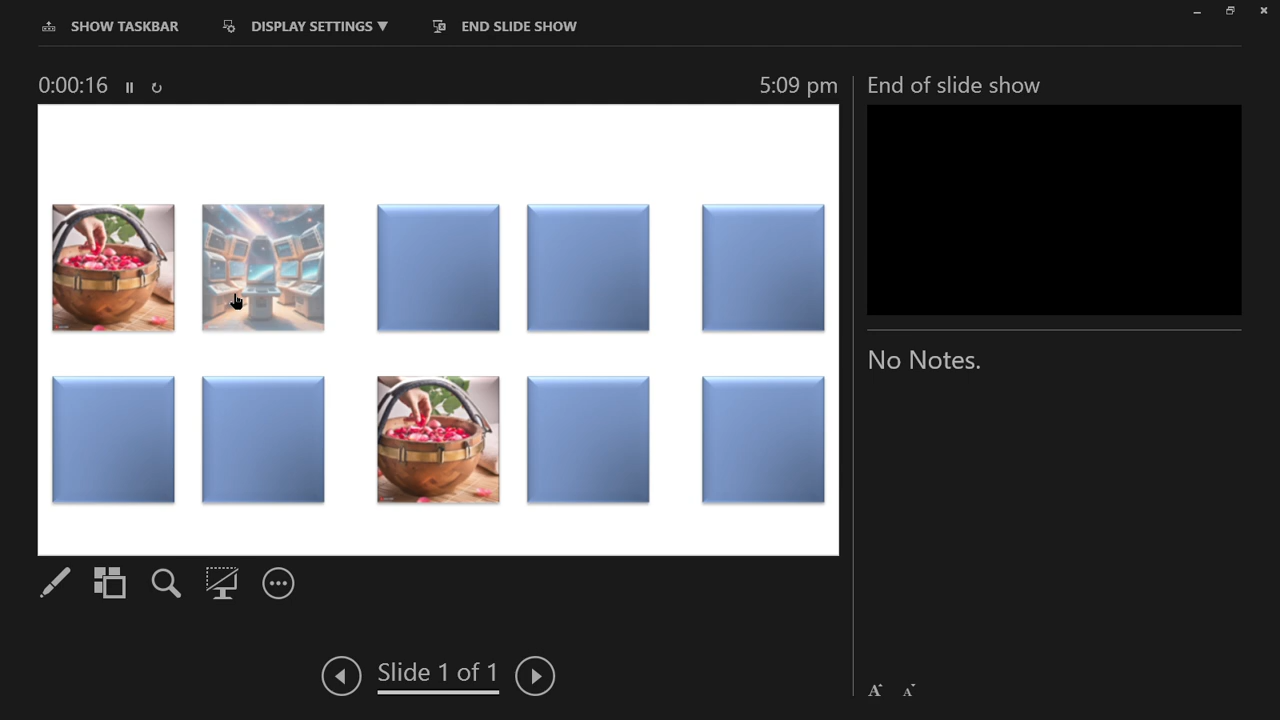 SHOW TASKBAR
DISPLAY SETTINGS ▼
END SLIDE SHOW
0:00:16
5:09 pm
End of slide show
No Notes.
Slide 1 of 1
A A